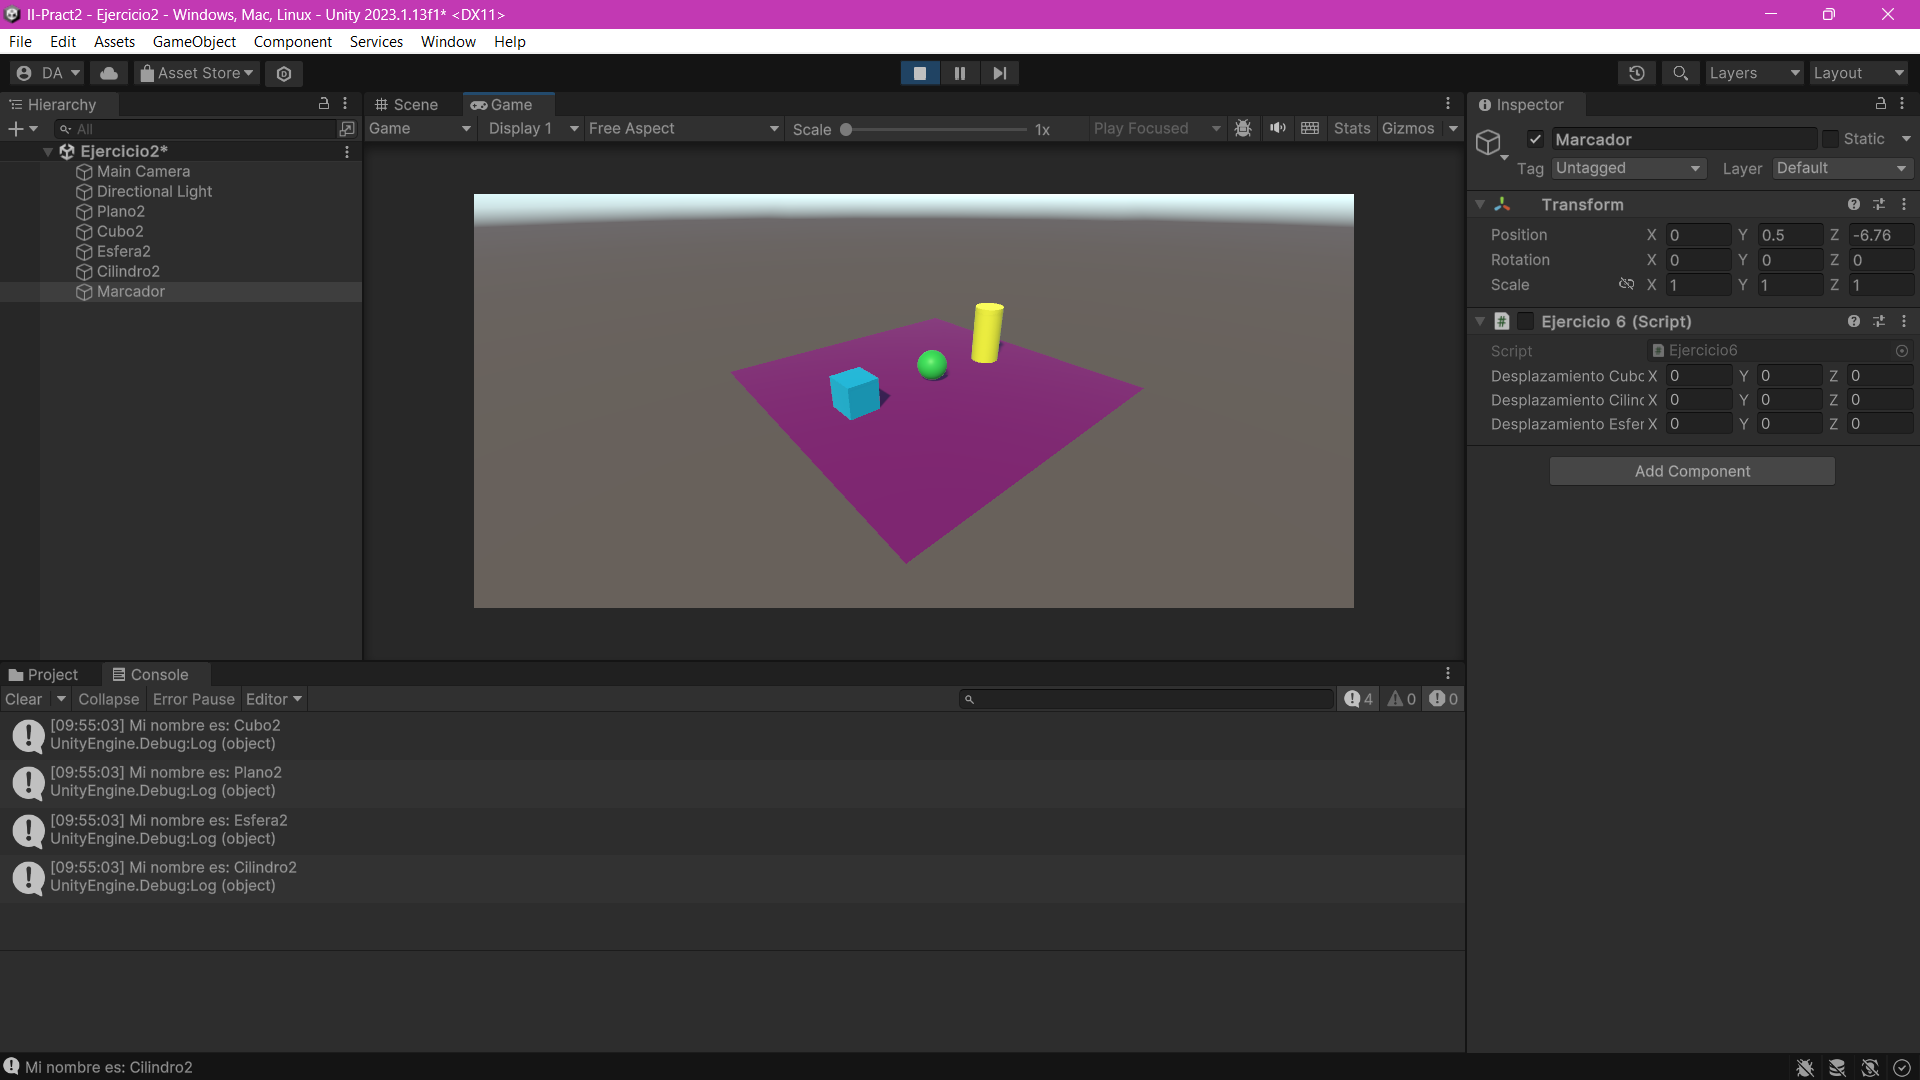 II-Pract2 - Ejercicio2 - Windows, Mac, Linux - Unity 2023.1.13f1* <DX11>
File Edit Assets GameObject Component Services Window Help
DA Asset Store Layers Layout
Hierarchy
All
Ejercicio2*
Main Camera
Directional Light
Plano2
Cubo2
Esfera2
Cilindro2
Marcador
Scene Game
Game Display 1 Free Aspect Scale 1x Play Focused Stats Gizmos
Inspector
Marcador Static
Tag Untagged Layer Default
Transform
Position X 0 Y 0.5 Z -6.76
Rotation X 0 Y 0 Z 0
Scale X 1 Y 1 Z 1
# Ejercicio 6 (Script)
Script Ejercicio6
Desplazamiento Cubo X 0 Y 0 Z 0
Desplazamiento Cilind X 0 Y 0 Z 0
Desplazamiento Esfer X 0 Y 0 Z 0
Add Component
Project Console
Clear Collapse Error Pause Editor 4 0 0
[09:55:03] Mi nombre es: Cubo2
UnityEngine.Debug:Log (object)
[09:55:03] Mi nombre es: Plano2
UnityEngine.Debug:Log (object)
[09:55:03] Mi nombre es: Esfera2
UnityEngine.Debug:Log (object)
[09:55:03] Mi nombre es: Cilindro2
UnityEngine.Debug:Log (object)
Mi nombre es: Cilindro2